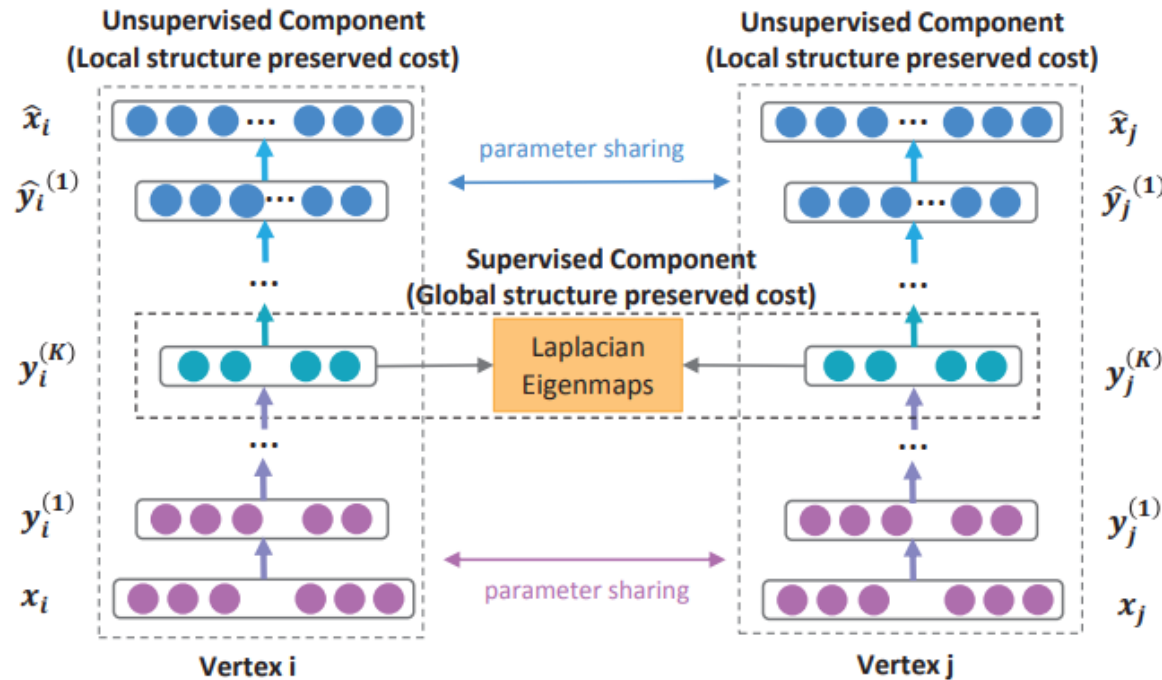 Unsupervised Component
(Local structure preserved cost)
Unsupervised Component
(Local structure preserved cost)
x̂ᵢ
x̂ⱼ
parameter sharing
ŷᵢ⁽¹⁾
ŷⱼ⁽¹⁾
...
...
...
...
Supervised Component
(Global structure preserved cost)
...
...
yᵢ⁽ᴷ⁾
Laplacian
Eigenmaps
yⱼ⁽ᴷ⁾
...
...
yᵢ⁽¹⁾
yⱼ⁽¹⁾
parameter sharing
xᵢ
xⱼ
Vertex i
Vertex j